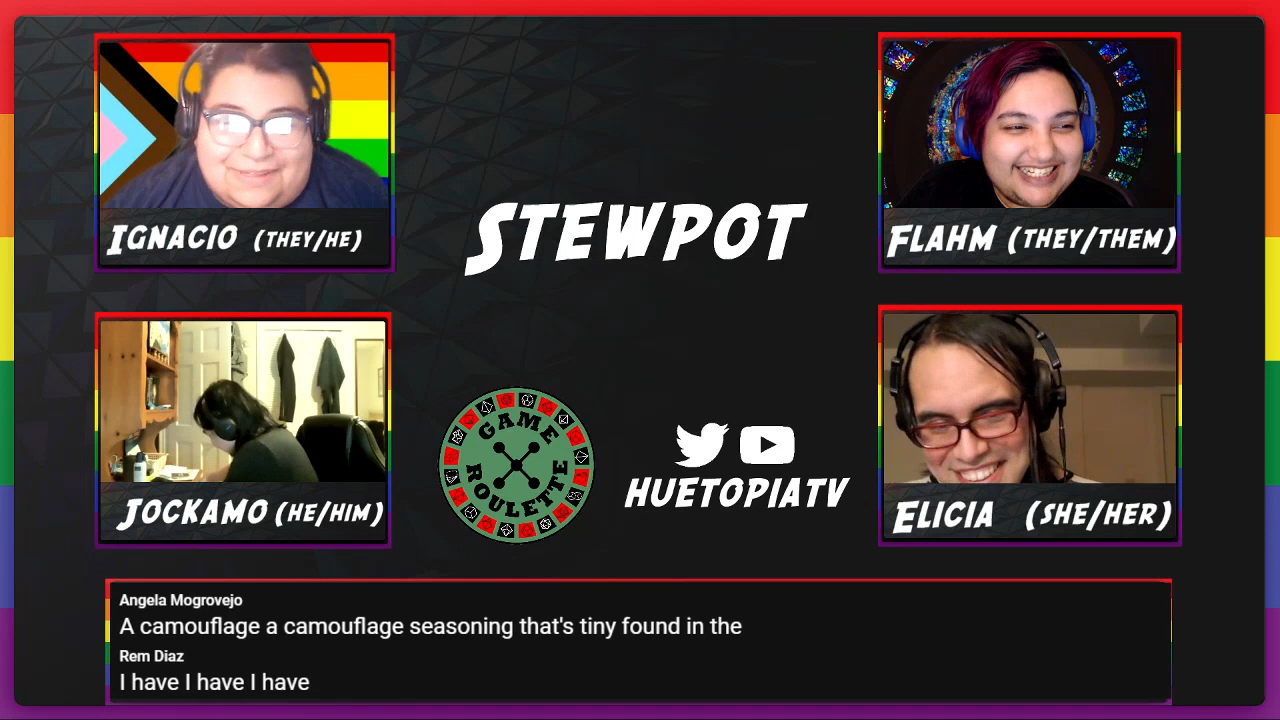 IGNACIO (THEY/HE)
STEWPOT
FLAHM (THEY/THEM)
JOCKAMO (HE/HIM)
GAME
ROULETTE
HUETOPIATV
ELICIA (SHE/HER)
Angela Mogrovejo
A camouflage a camouflage seasoning that's tiny found in the
Rem Diaz
I have I have I have